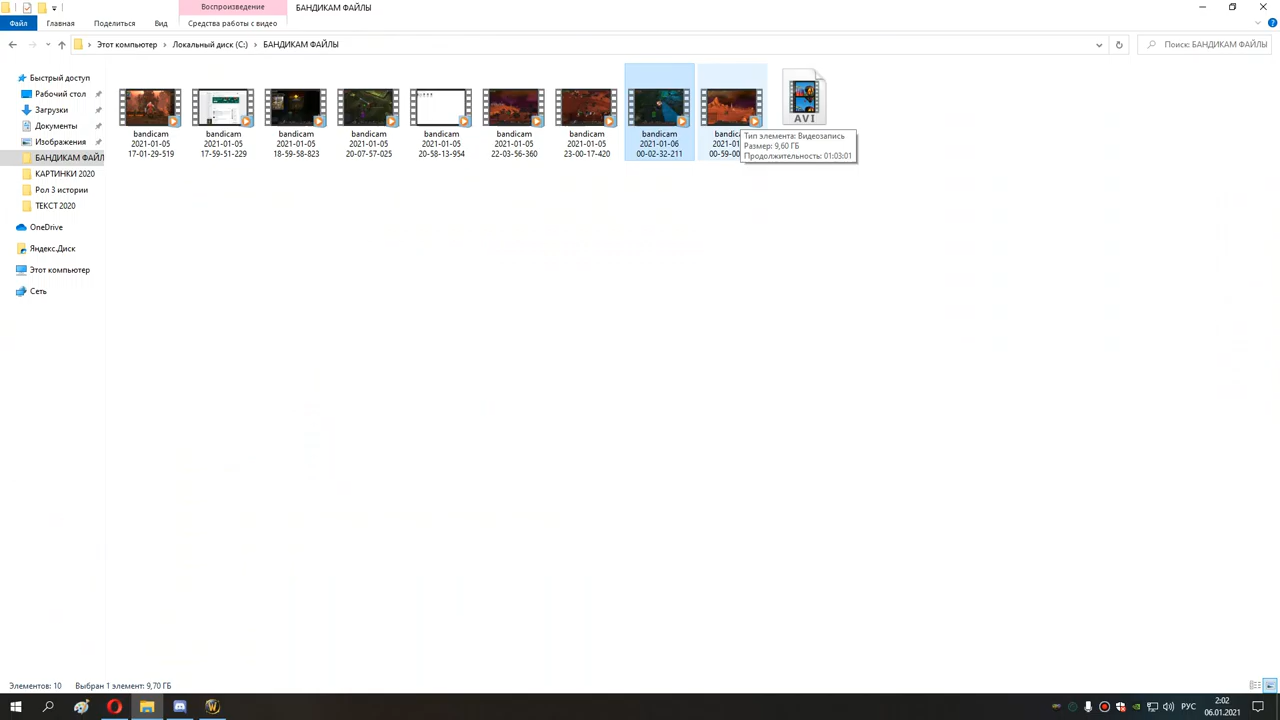 Воспроизведение
БАНДИКАМ ФАЙЛЫ
Файл
Главная
Поделиться
Вид
Средства работы с видео
Этот компьютер
Локальный диск (C:)
БАНДИКАМ ФАЙЛЫ
Поиск: БАНДИКАМ ФАЙЛЫ
Быстрый доступ
Рабочий стол
Загрузки
Документы
Изображения
БАНДИКАМ ФАЙЛ
КАРТИНКИ 2020
Рол 3 истории
ТЕКСТ 2020
OneDrive
Яндекс.Диск
Этот компьютер
Сеть
bandicam
2021-01-05
17-01-29-519
bandicam
2021-01-05
17-59-51-229
bandicam
2021-01-05
18-59-58-823
bandicam
2021-01-05
20-07-57-025
bandicam
2021-01-05
20-58-13-954
bandicam
2021-01-05
22-03-56-360
bandicam
2021-01-05
23-00-17-420
bandicam
2021-01-06
00-02-32-211
AVI
Тип элемента: Видеозапись
Размер: 9,60 ГБ
Продолжительность: 01:03:01
Элементов: 10
Выбран 1 элемент: 9,70 ГБ
РУС
2:02
06.01.2021